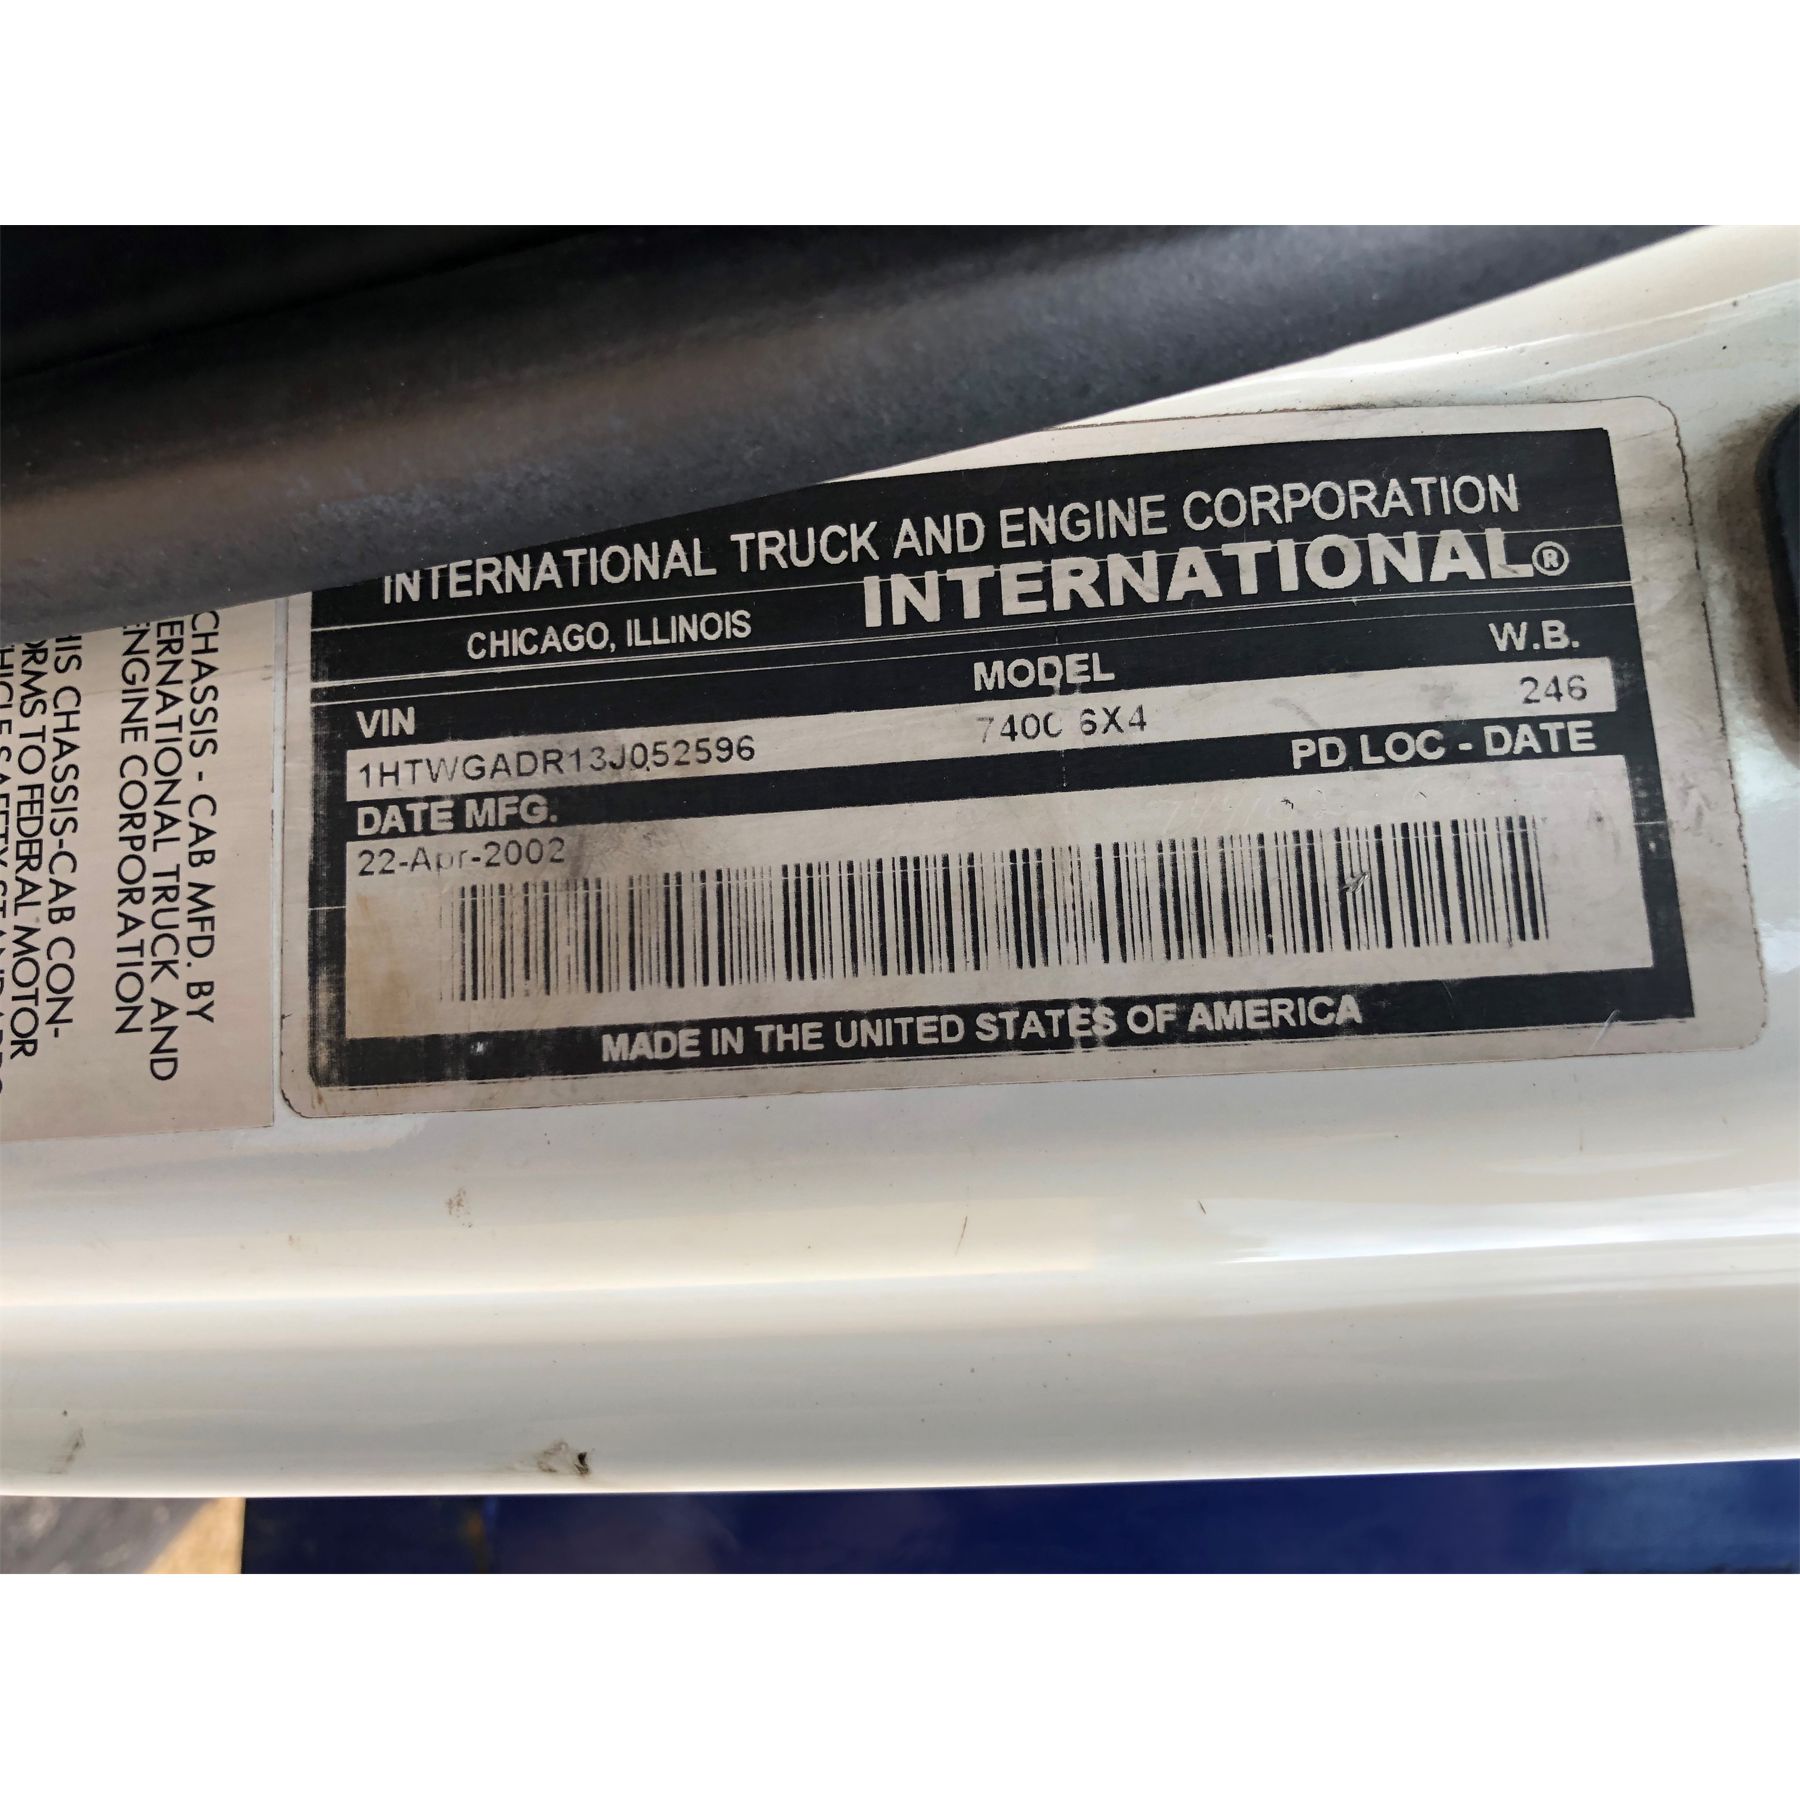 INTERNATIONAL TRUCK AND ENGINE CORPORATION
CHICAGO, ILLINOIS
INTERNATIONAL®
VIN MODEL W.B.
1HTWGADR13J052596 7400 6X4 246
DATE MFG. PD LOC - DATE
22-Apr-2002
MADE IN THE UNITED STATES OF AMERICA
CHASSIS - CAB MFD. BY
ERNATIONAL TRUCK AND
ENGINE CORPORATION
HIS CHASSIS-CAB CON-
ORMS TO FEDERAL MOTOR